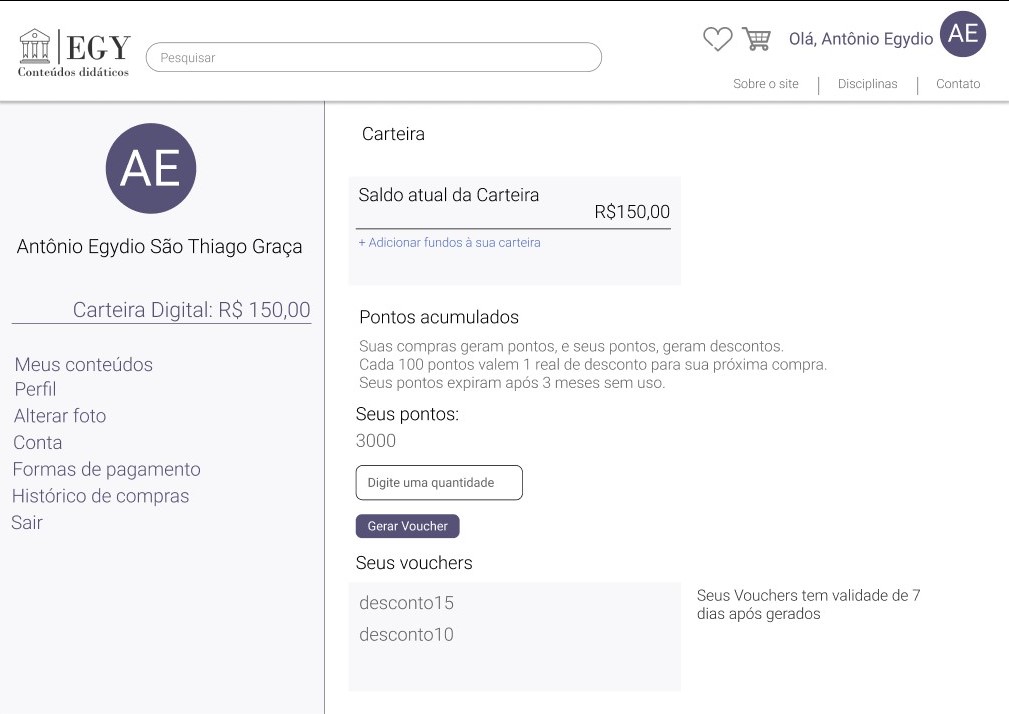 EGY
Conteúdos didáticos
Pesquisar
Olá, Antônio Egydio
AE
Sobre o site
Disciplinas
Contato
AE
Antônio Egydio São Thiago Graça
Carteira Digital: R$ 150,00
Meus conteúdos
Perfil
Alterar foto
Conta
Formas de pagamento
Histórico de compras
Sair
Carteira
Saldo atual da Carteira
R$150,00
+ Adicionar fundos à sua carteira
Pontos acumulados
Suas compras geram pontos, e seus pontos, geram descontos.
Cada 100 pontos valem 1 real de desconto para sua próxima compra.
Seus pontos expiram após 3 meses sem uso.
Seus pontos:
3000
Digite uma quantidade
Gerar Voucher
Seus vouchers
desconto15
desconto10
Seus Vouchers tem validade de 7
dias após gerados